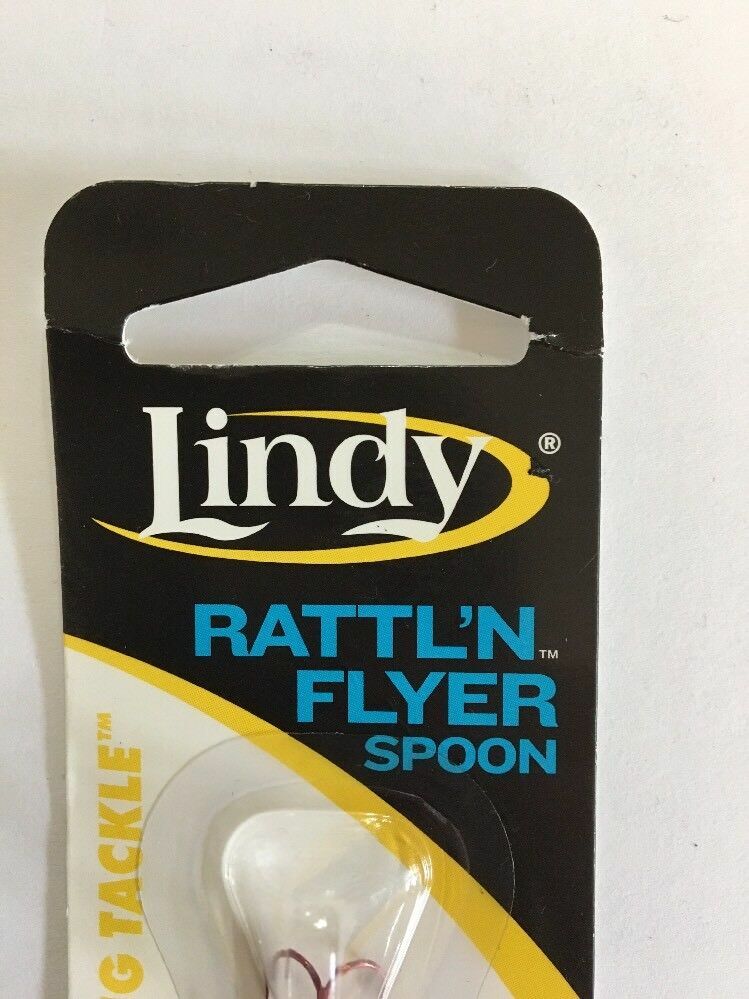 Lindy®
RATTL'N™
FLYER
SPOON
G TACKLE™